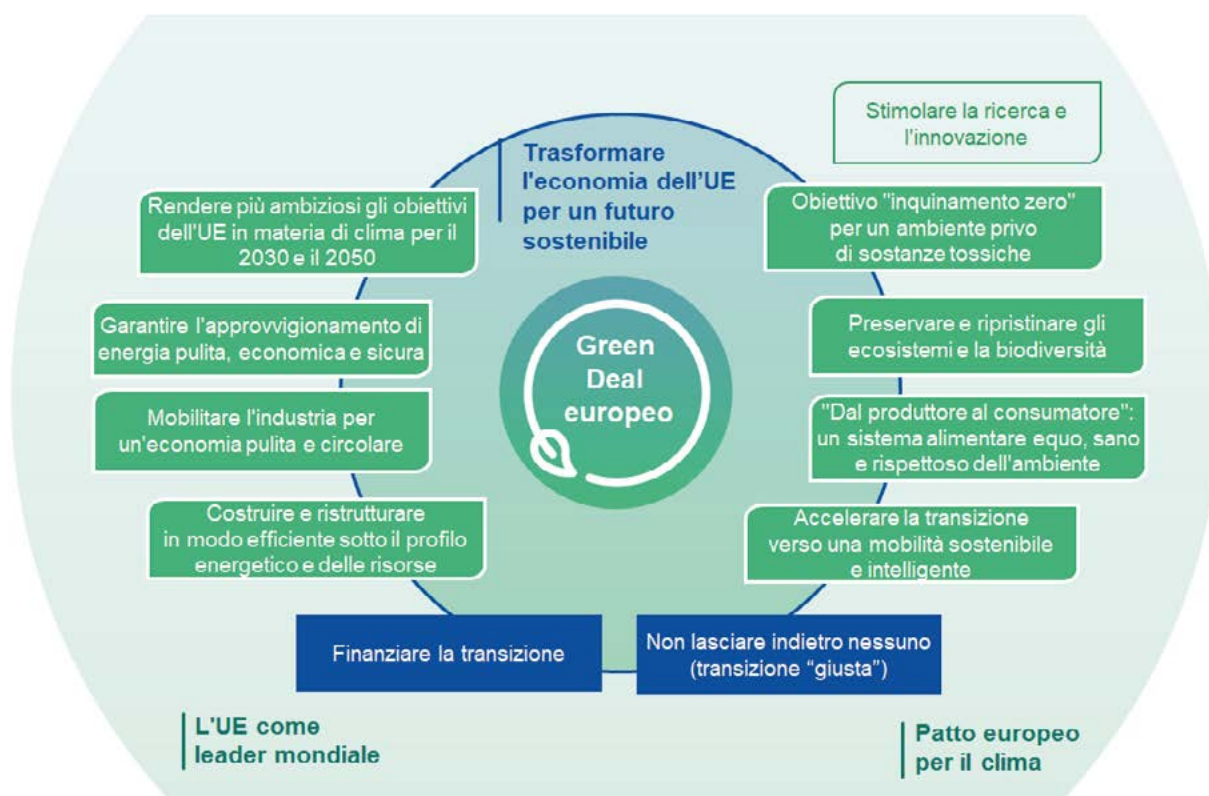 Stimolare la ricerca e
l'innovazione
Trasformare
l'economia dell'UE
per un futuro
sostenibile
Rendere più ambiziosi gli obiettivi
dell'UE in materia di clima per il
2030 e il 2050
Obiettivo "inquinamento zero"
per un ambiente privo
di sostanze tossiche
Garantire l'approvvigionamento di
energia pulita, economica e sicura
Preservare e ripristinare gli
ecosistemi e la biodiversità
Green
Deal
europeo
Mobilitare l'industria per
un'economia pulita e circolare
"Dal produttore al consumatore":
un sistema alimentare equo, sano
e rispettoso dell'ambiente
Costruire e ristrutturare
in modo efficiente sotto il profilo
energetico e delle risorse
Accelerare la transizione
verso una mobilità sostenibile
e intelligente
Finanziare la transizione
Non lasciare indietro nessuno
(transizione “giusta”)
L'UE come
leader mondiale
Patto europeo
per il clima